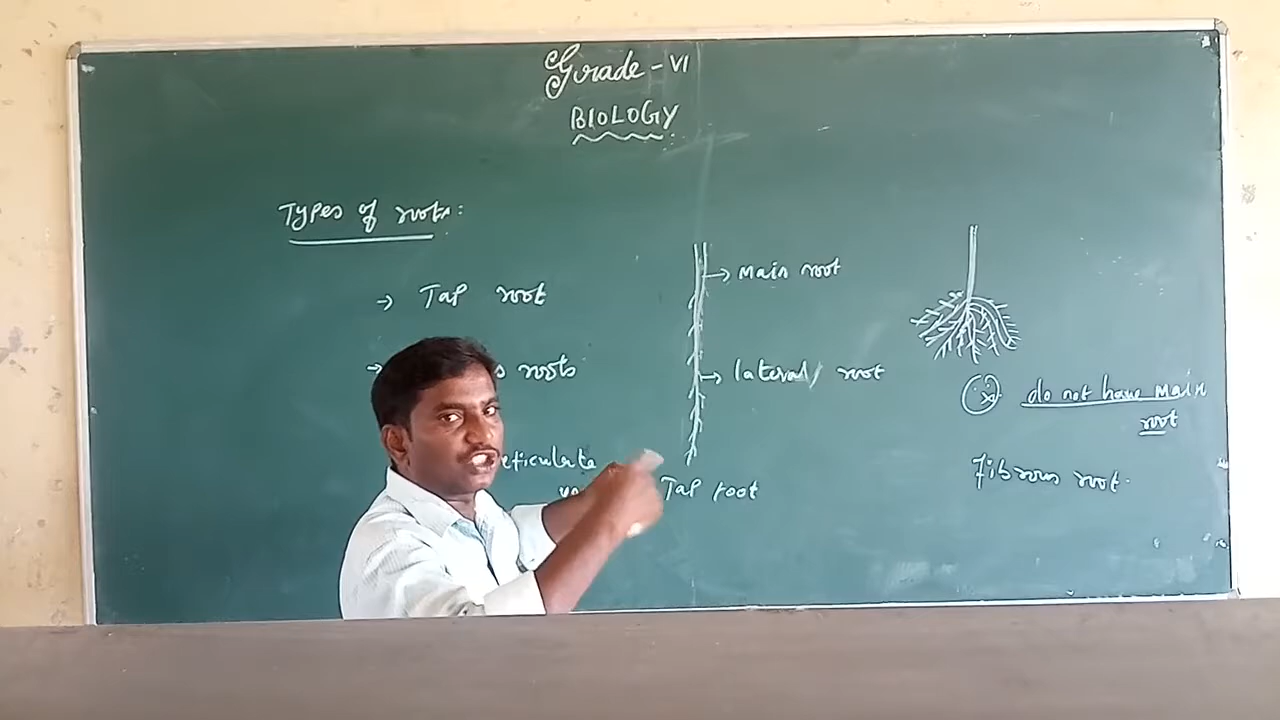 Grade - VI
BIOLOGY
Types of roots:
→ Tap root
→ roots
Main root
lateral / root
Tap root
do not have main
root
Fibrous root.